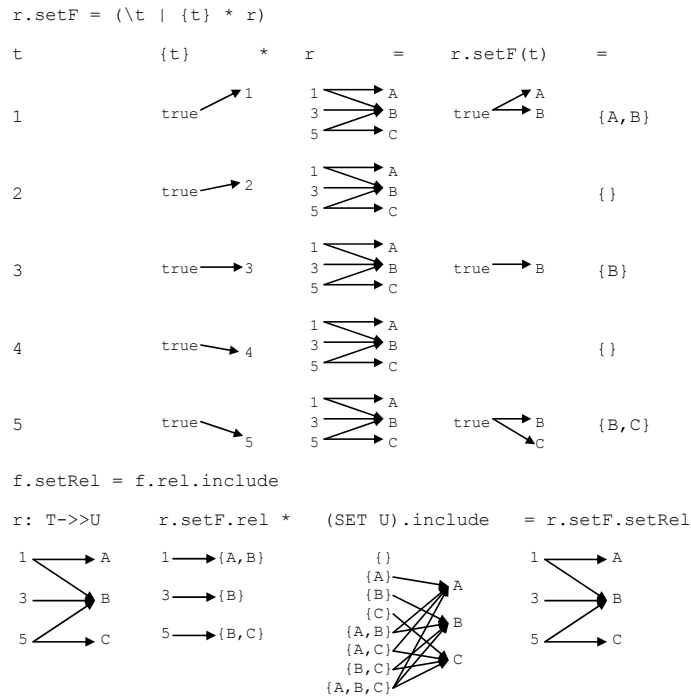 r.setF = (\t | {t} * r)
t {t} * r = r.setF(t) =
1 true 1 1 A 3 B 5 C true A B {A,B}
2 true 2 1 A 3 B 5 C {}
3 true 3 1 A 3 B 5 C true B {B}
4 true 4 1 A 3 B 5 C {}
5 true 5 1 A 3 B 5 C true B C {B,C}
f.setRel = f.rel.include
r: T->>U r.setF.rel * (SET U).include = r.setF.setRel
1 A 1 {A,B} {} 1 A
{A} A
3 B 3 {B} {B} B 3 B
{C}
5 C 5 {B,C} {A,B} C 5 C
{A,C}
{B,C}
{A,B,C}